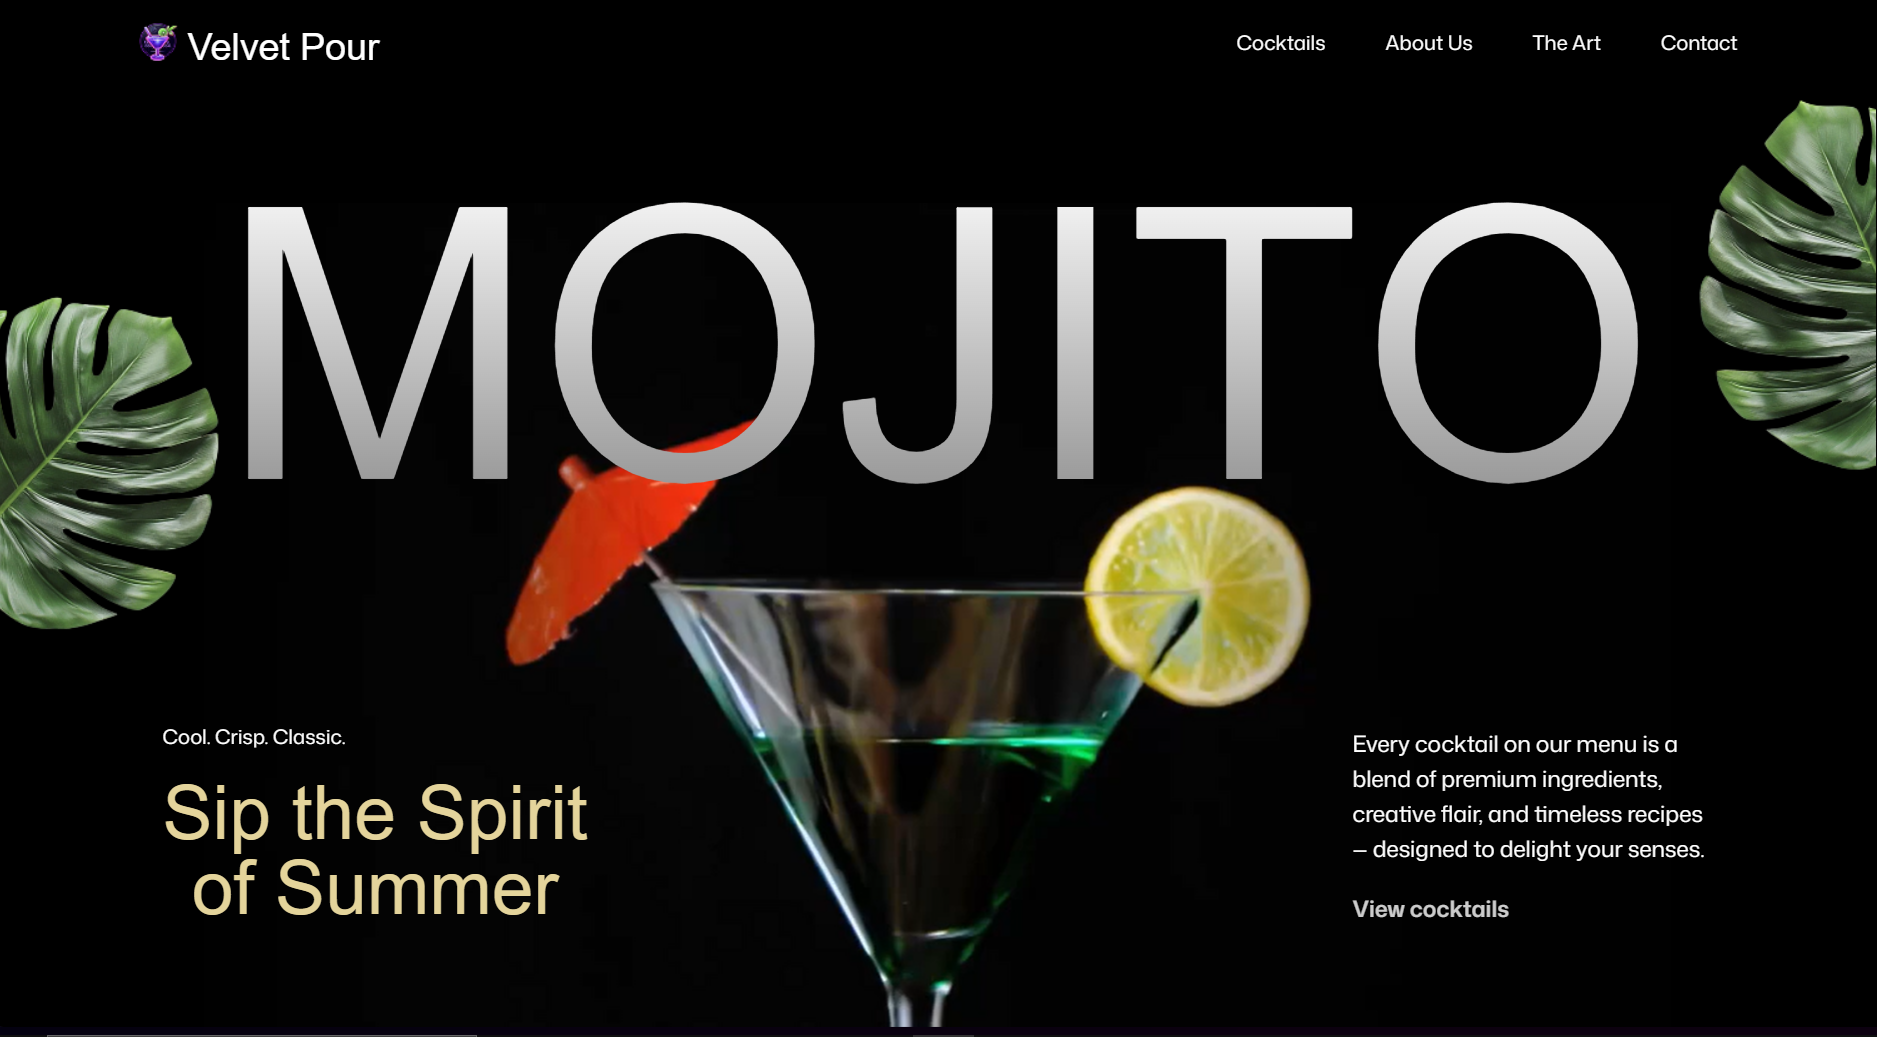 Velvet Pour
Cocktails
About Us
The Art
Contact
MOJITO
Cool. Crisp. Classic.
Sip the Spirit
of Summer
Every cocktail on our menu is a
blend of premium ingredients,
creative flair, and timeless recipes
– designed to delight your senses.
View cocktails